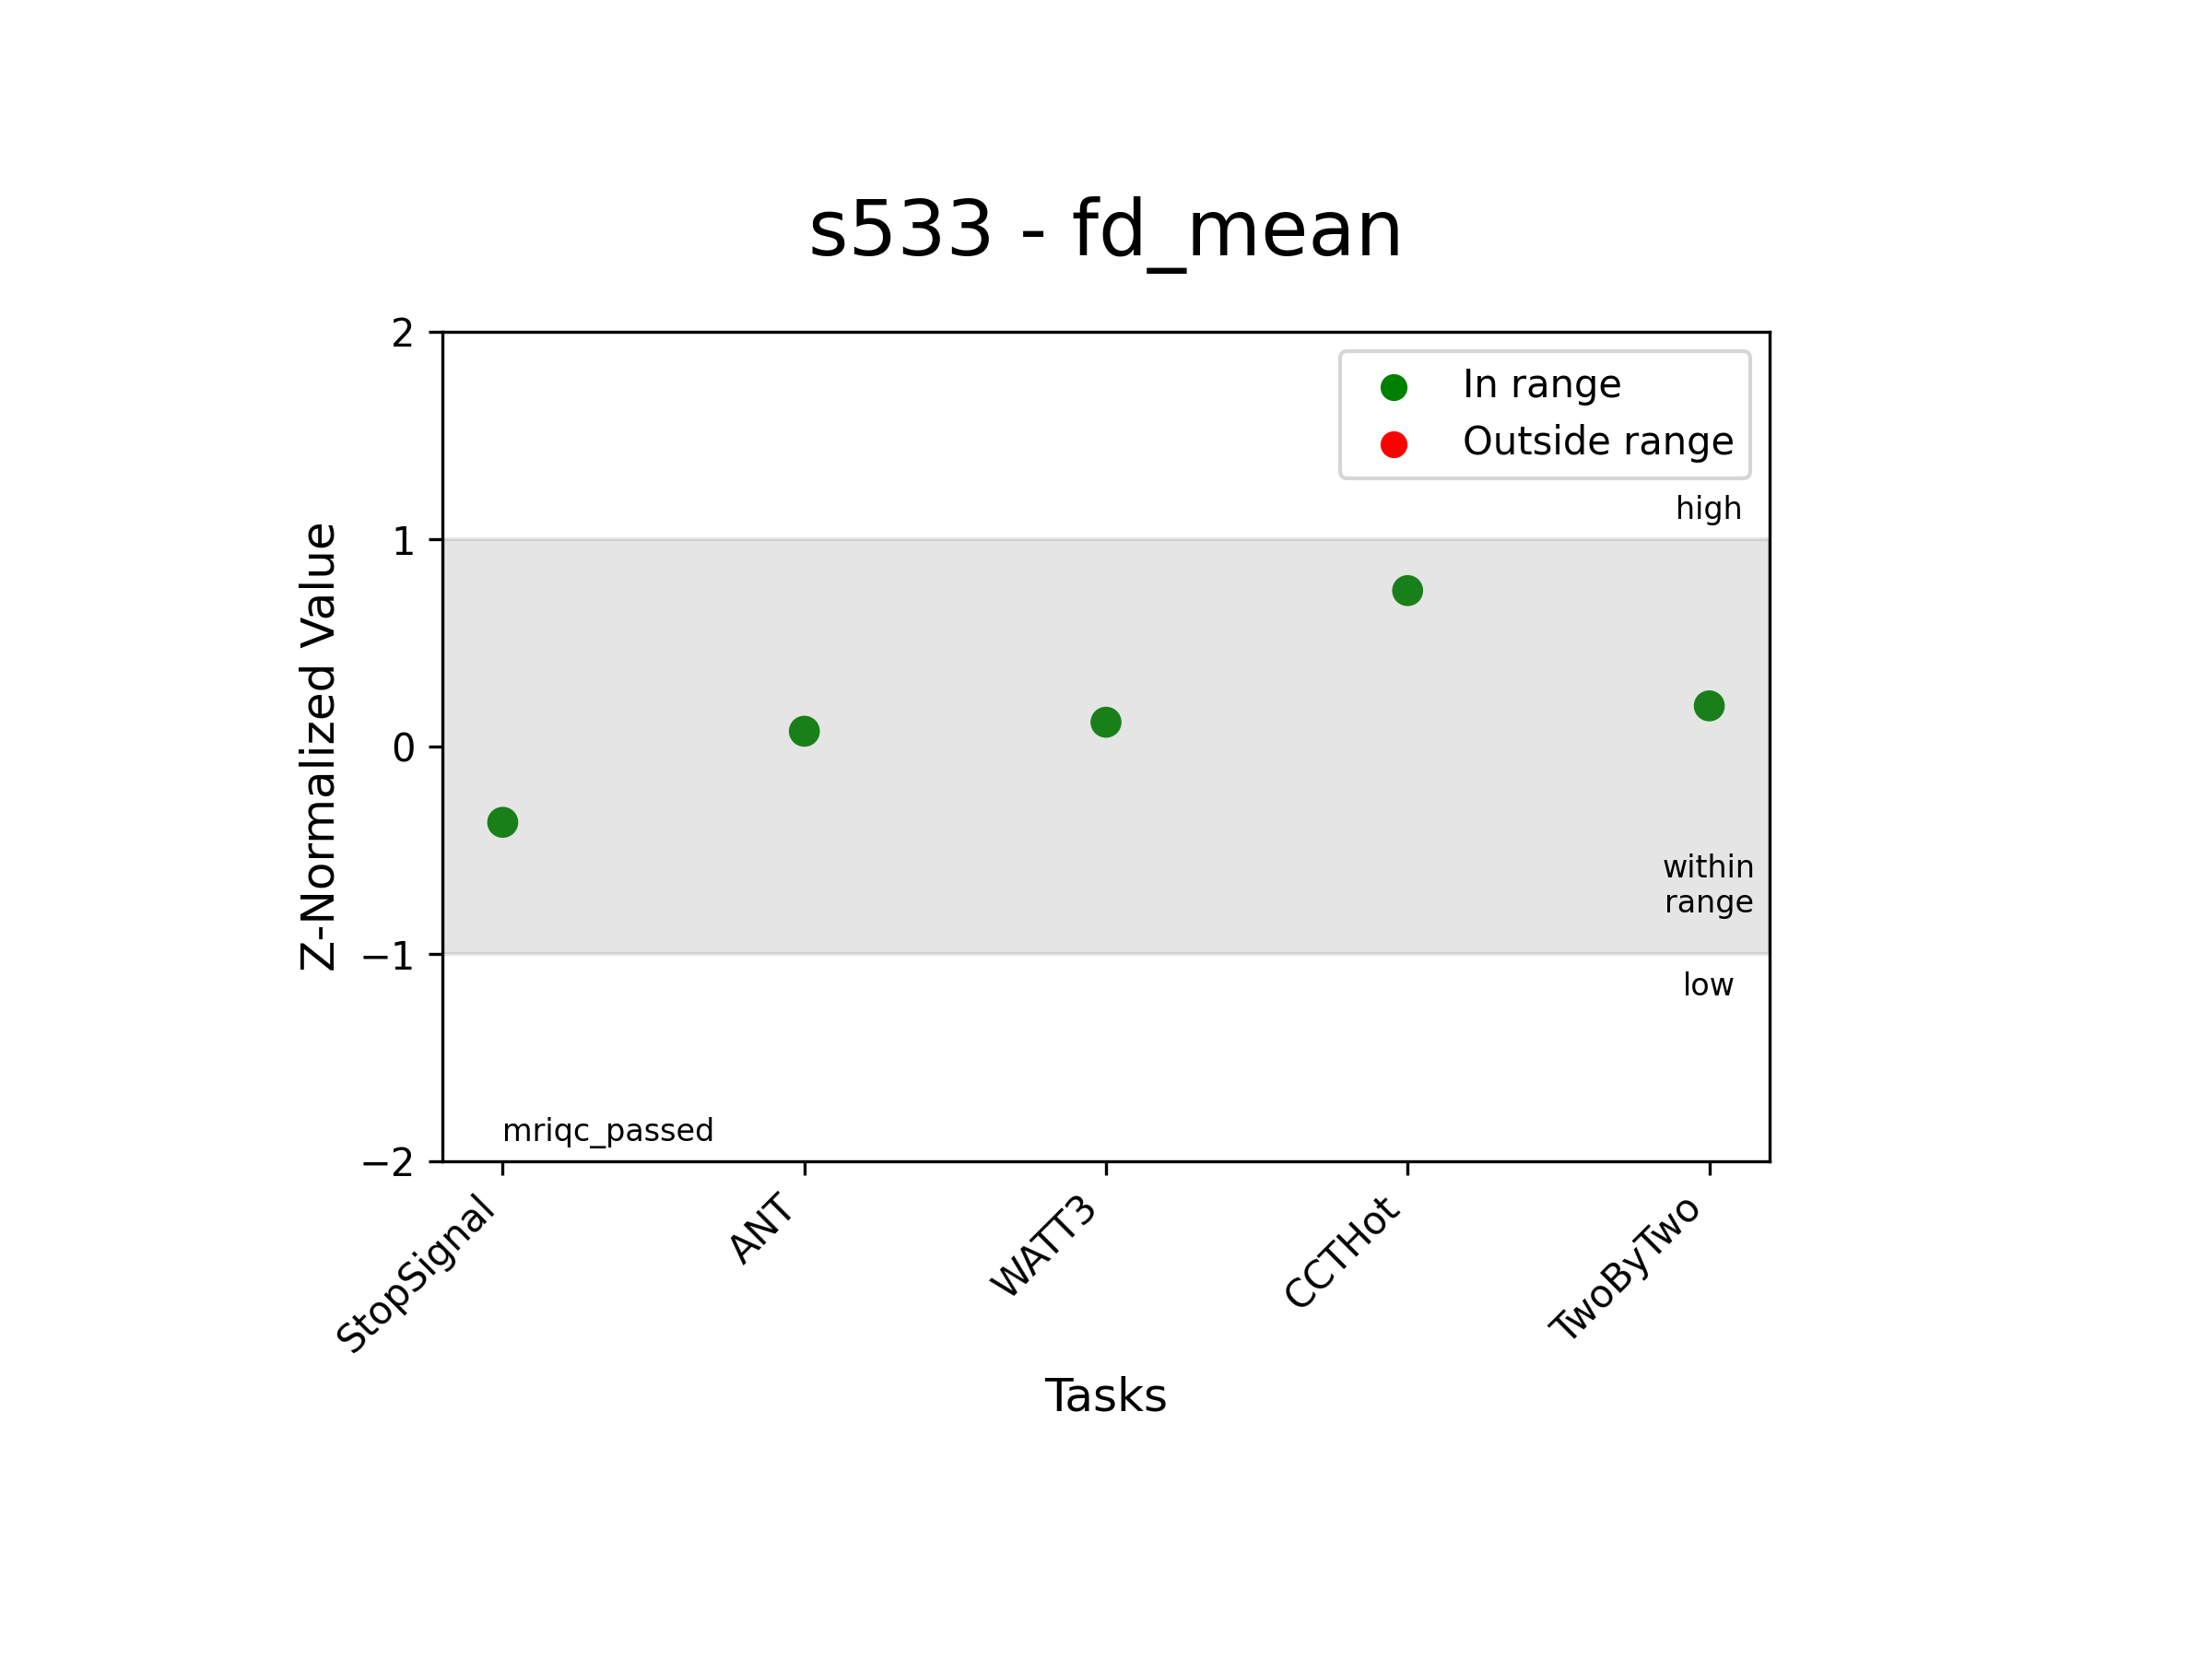 s533 - fd_mean
2
In range
Outside range
high
1
Z-Normalized Value
0
within
range
−1
low
mriqc_passed
−2
StopSignal
ANT
WATT3
CCTHot
TwoByTwo
Tasks